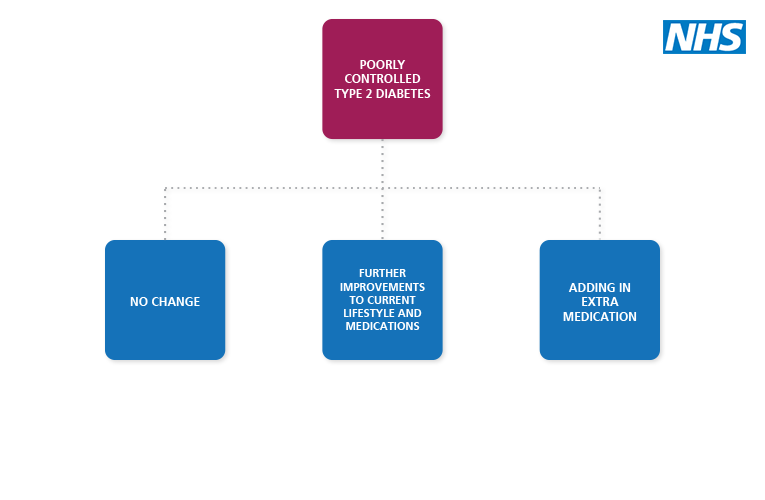 NHS
POORLY
CONTROLLED
TYPE 2 DIABETES
NO CHANGE
FURTHER
IMPROVEMENTS
TO CURRENT
LIFESTYLE AND
MEDICATIONS
ADDING IN
EXTRA
MEDICATION